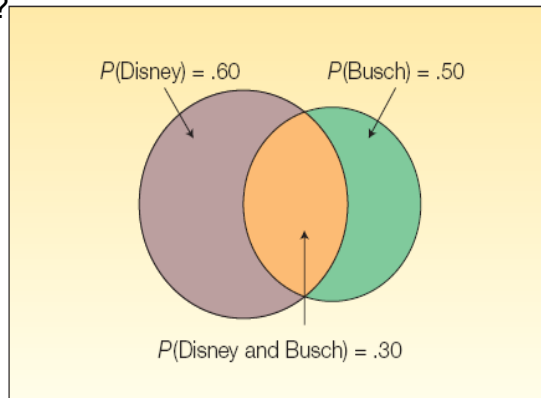 ?
P(Disney) = .60
P(Busch) = .50
P(Disney and Busch) = .30